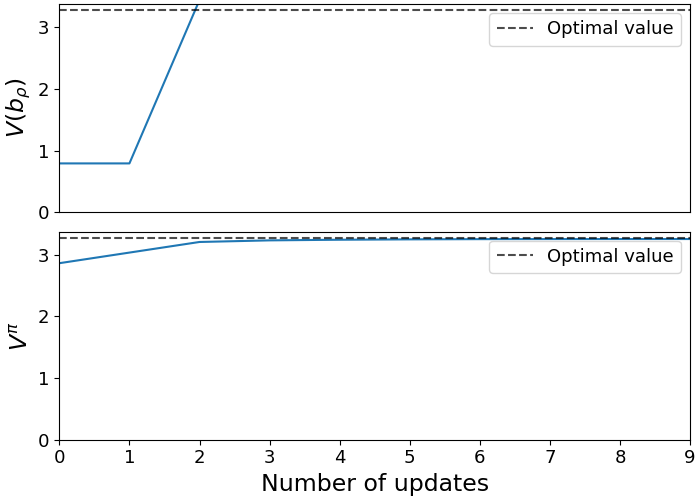 3
2
1
0
V(b_ρ)
Optimal value
3
2
1
0
V^π
Optimal value
0 1 2 3 4 5 6 7 8 9
Number of updates